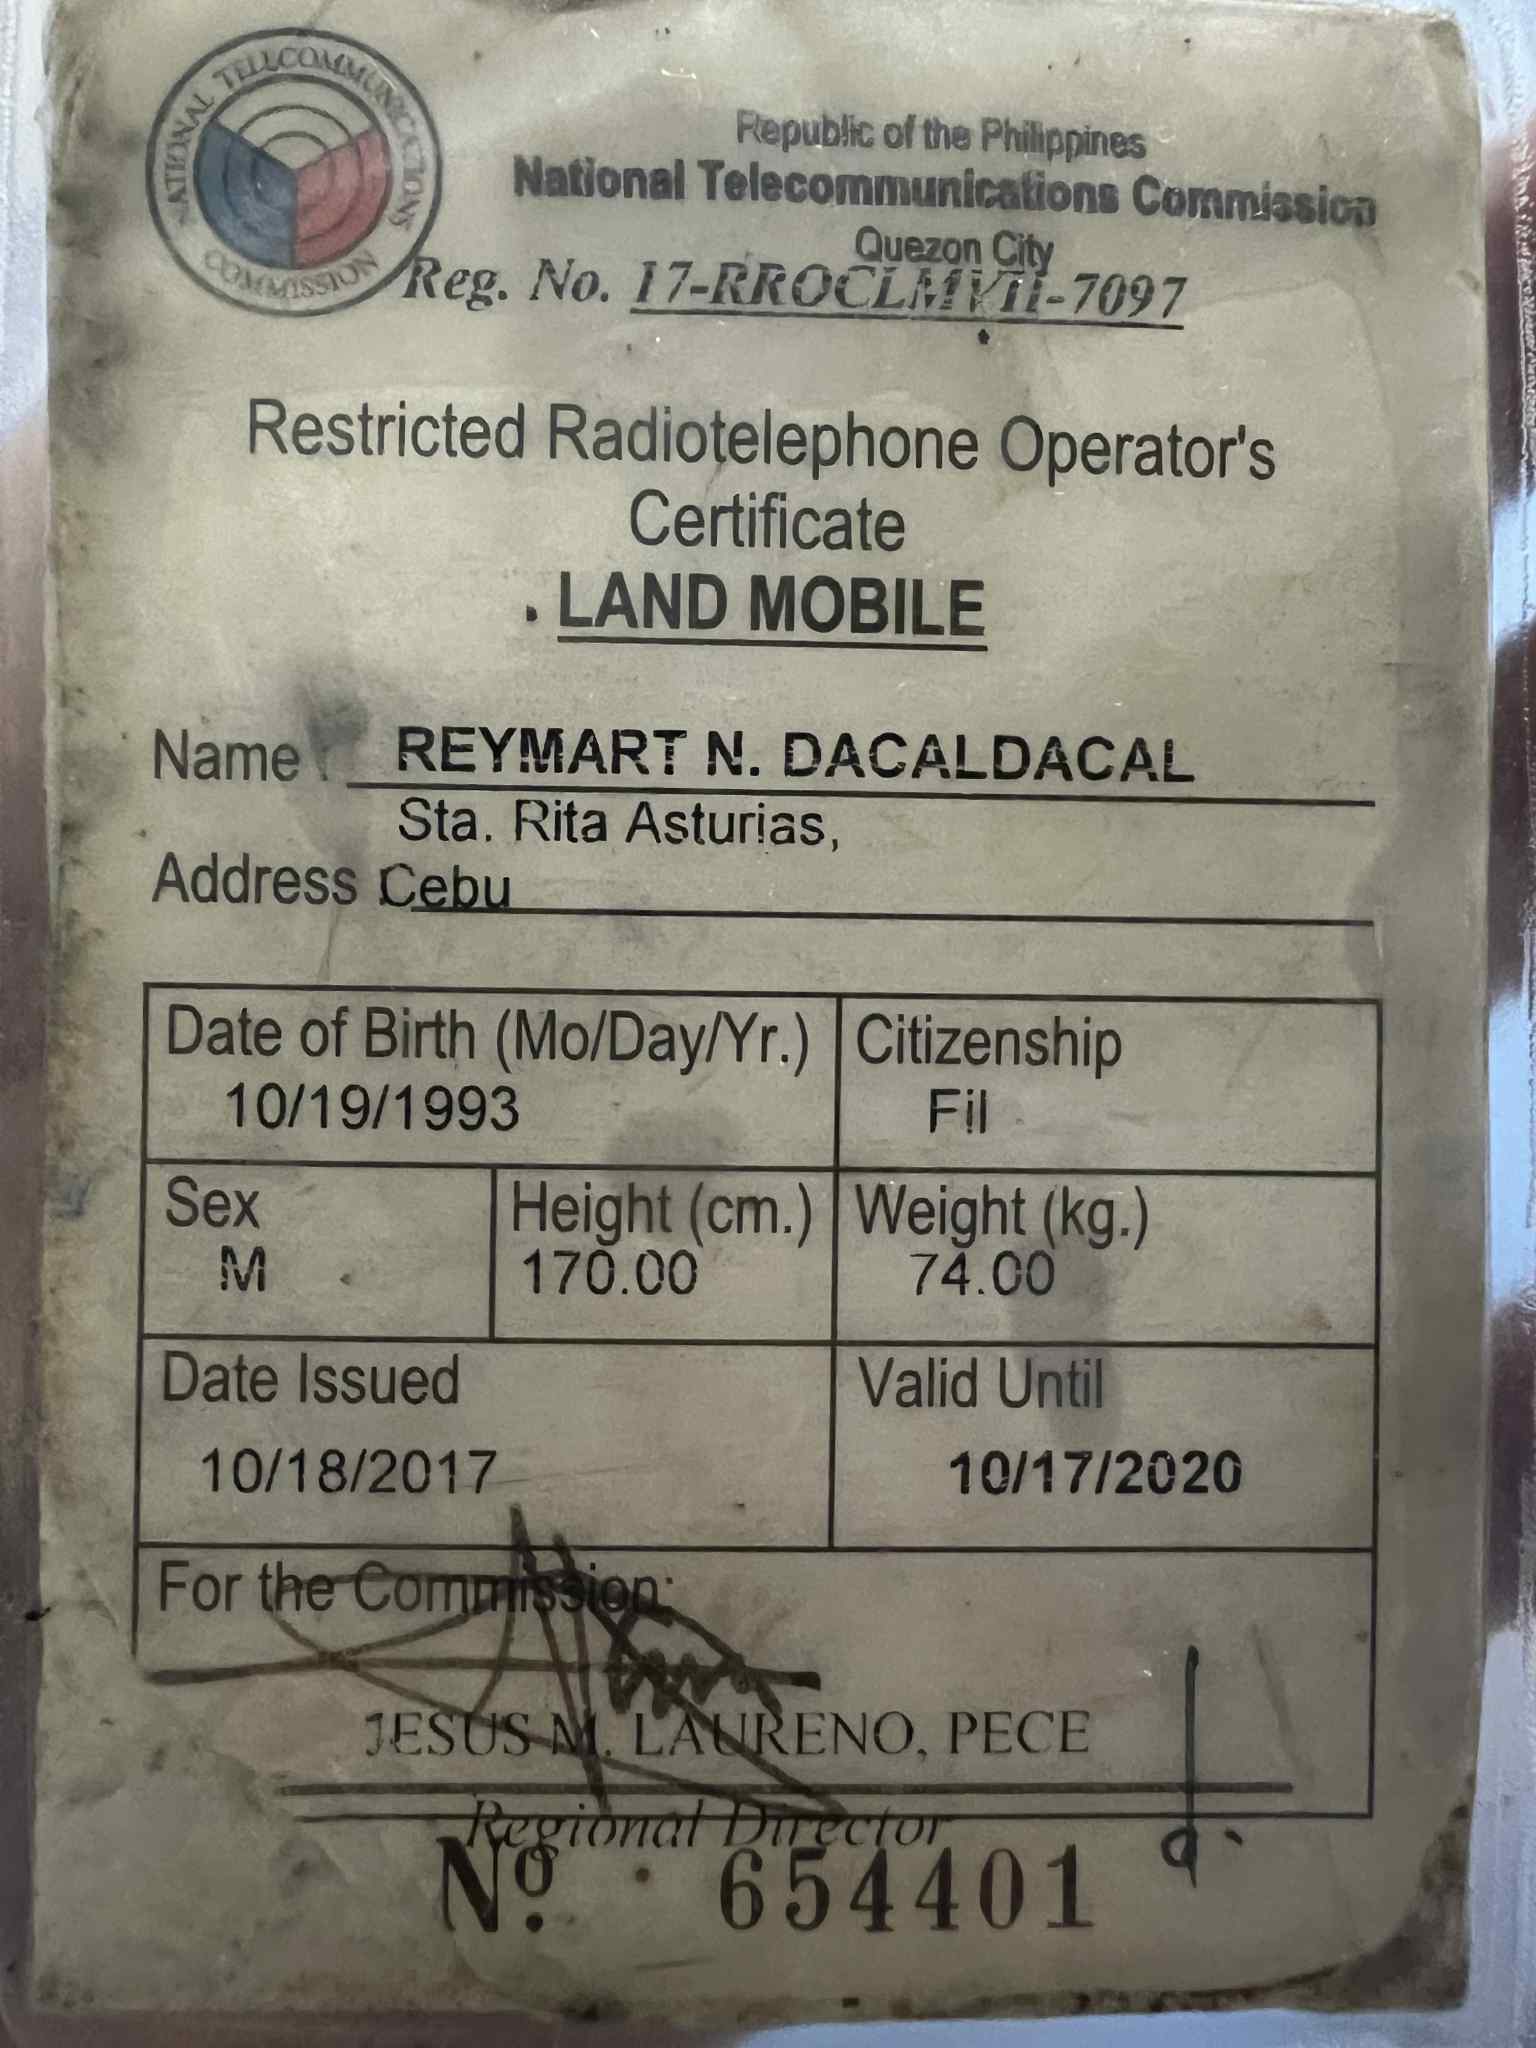 NATIONAL TELECOMMUNICATIONS COMMISSION
Republic of the Philippines
National Telecommunications Commission
Quezon City
Reg. No. 17-RROCLMVII-7097
Restricted Radiotelephone Operator's
Certificate
LAND MOBILE
Name : REYMART N. DACALDACAL
Sta. Rita Asturias,
Address : Cebu
Date of Birth (Mo/Day/Yr.) Citizenship
10/19/1993 Fil
Sex Height (cm.) Weight (kg.)
M 170.00 74.00
Date Issued Valid Until
10/18/2017 10/17/2020
For the Commission:
JESUS M. LAURENO, PECE
Regional Director
Nº. 654401